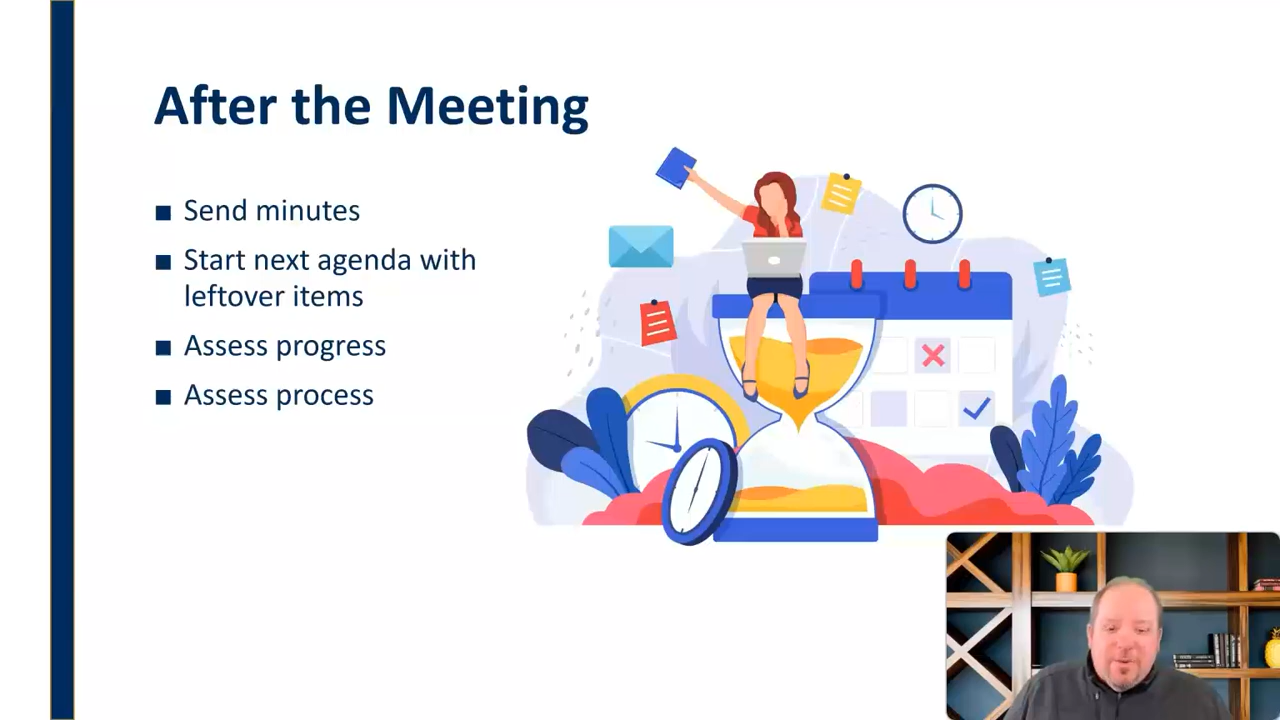 After the Meeting
■ Send minutes
■ Start next agenda with
leftover items
■ Assess progress
■ Assess process